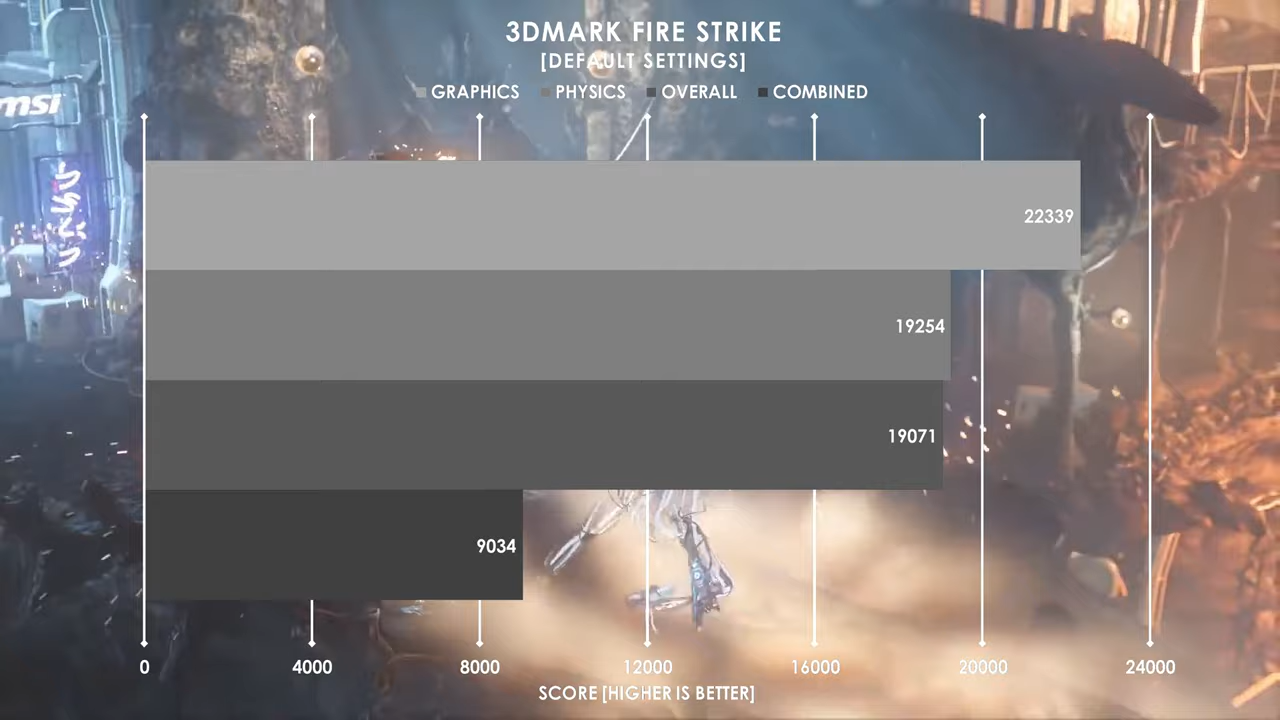 3DMARK FIRE STRIKE
[DEFAULT SETTINGS]
GRAPHICS PHYSICS OVERALL COMBINED
msi
22339
19254
19071
9034
0 4000 8000 12000 16000 20000 24000
SCORE [HIGHER IS BETTER]